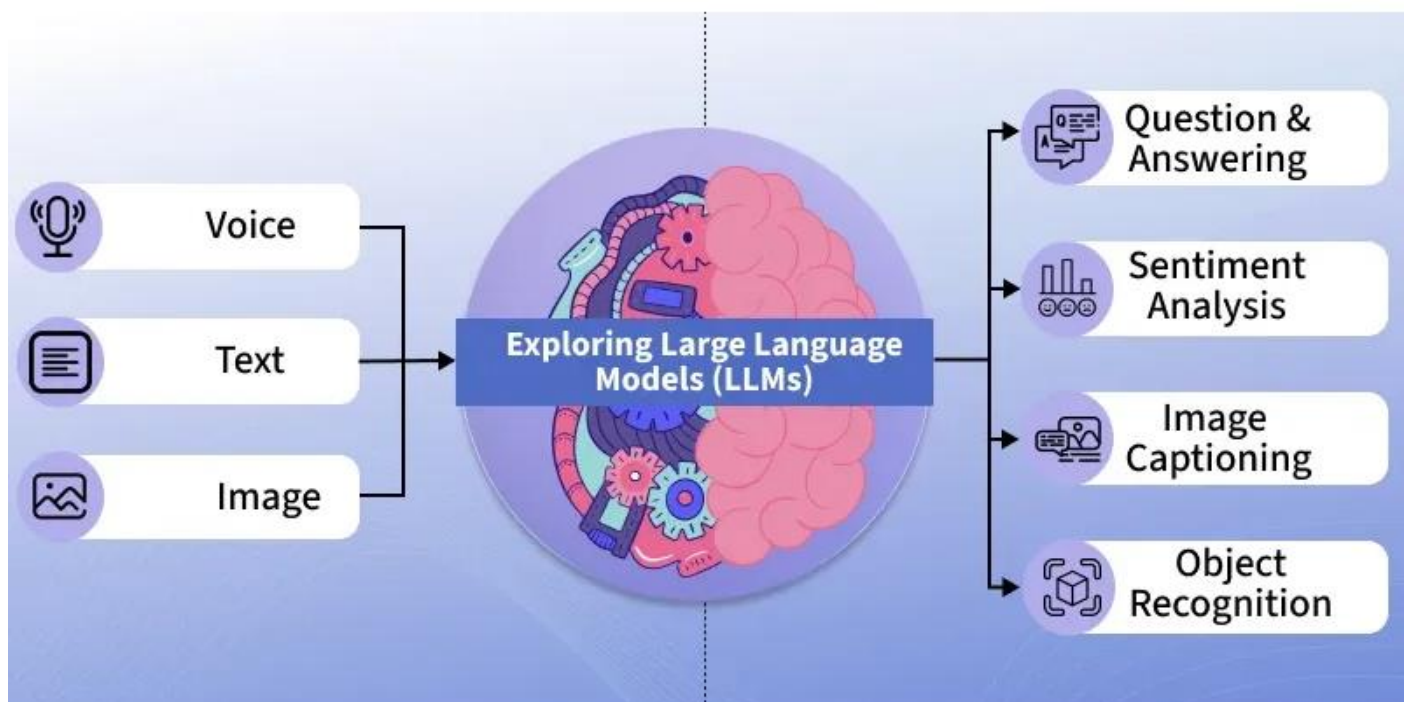 Voice
Text
Image
Exploring Large Language
Models (LLMs)
Question &
Answering
Sentiment
Analysis
Image
Captioning
Object
Recognition
Q
A